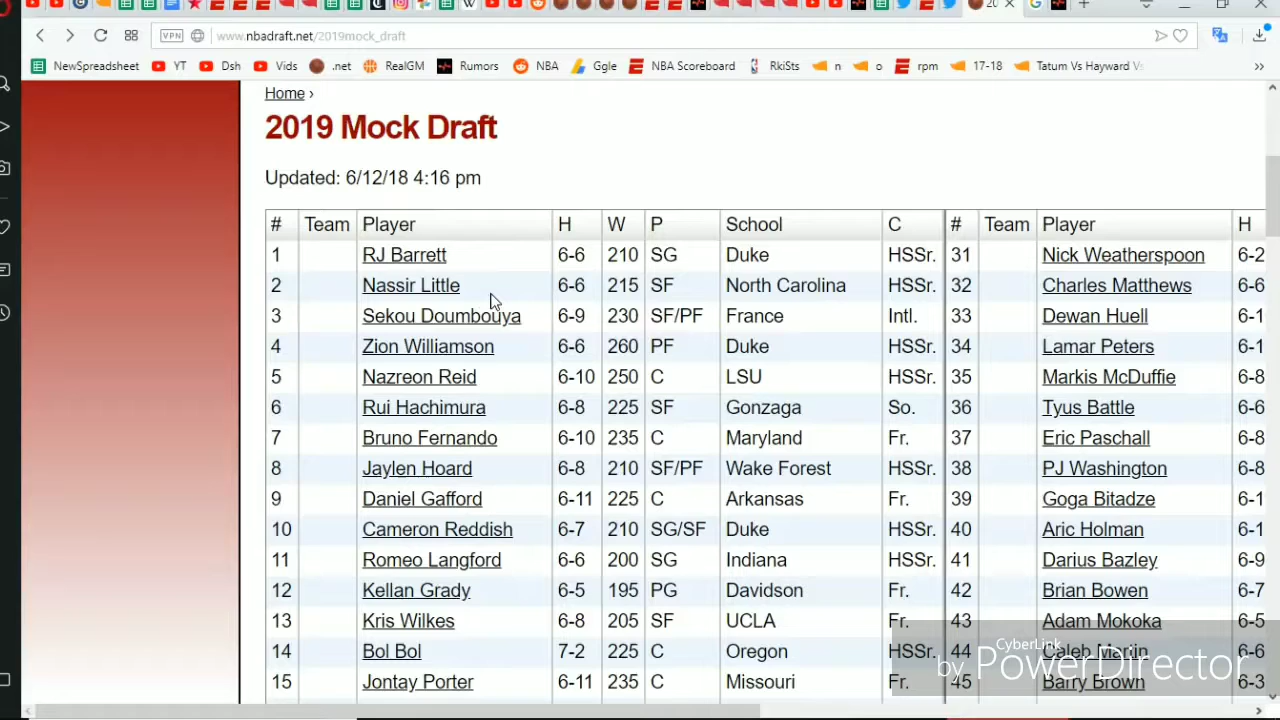 20
VPN www.nbadraft.net/2019mock_draft
NewSpreadsheet YT Dsh Vids .net RealGM Rumors NBA Ggle NBA Scoreboard RkiSts n o rpm 17-18 Tatum Vs Hayward Vs »
Home ›
2019 Mock Draft
Updated: 6/12/18 4:16 pm
# Team Player H W P School C # Team Player H
1 RJ Barrett 6-6 210 SG Duke HSSr. 31 Nick Weatherspoon 6-2
2 Nassir Little 6-6 215 SF North Carolina HSSr. 32 Charles Matthews 6-6
3 Sekou Doumbouya 6-9 230 SF/PF France Intl. 33 Dewan Huell 6-1
4 Zion Williamson 6-6 260 PF Duke HSSr. 34 Lamar Peters 6-1
5 Nazreon Reid 6-10 250 C LSU HSSr. 35 Markis McDuffie 6-8
6 Rui Hachimura 6-8 225 SF Gonzaga So. 36 Tyus Battle 6-6
7 Bruno Fernando 6-10 235 C Maryland Fr. 37 Eric Paschall 6-8
8 Jaylen Hoard 6-8 210 SF/PF Wake Forest HSSr. 38 PJ Washington 6-8
9 Daniel Gafford 6-11 225 C Arkansas Fr. 39 Goga Bitadze 6-1
10 Cameron Reddish 6-7 210 SG/SF Duke HSSr. 40 Aric Holman 6-1
11 Romeo Langford 6-6 200 SG Indiana HSSr. 41 Darius Bazley 6-9
12 Kellan Grady 6-5 195 PG Davidson Fr. 42 Brian Bowen 6-7
13 Kris Wilkes 6-8 205 SF UCLA Fr. 43 Adam Mokoka 6-5
14 Bol Bol 7-2 225 C Oregon HSSr. 44 Caleb Martin 6-6
15 Jontay Porter 6-11 235 C Missouri Fr. 45 Barry Brown 6-3
CyberLink
by PowerDirector